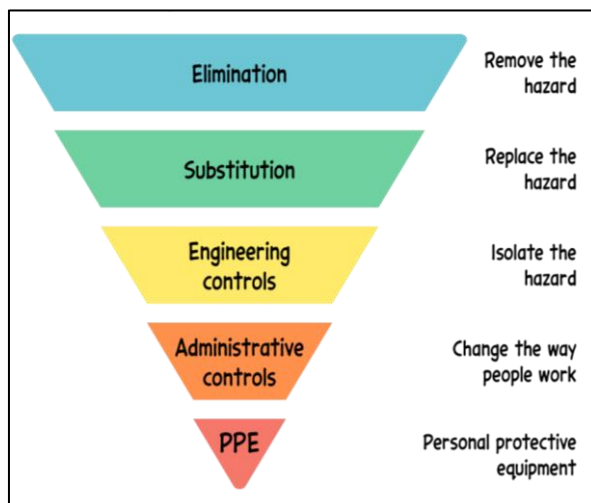 Elimination
Remove the
hazard
Substitution
Replace the
hazard
Engineering
controls
Isolate the
hazard
Administrative
controls
Change the way
people work
PPE
Personal protective
equipment